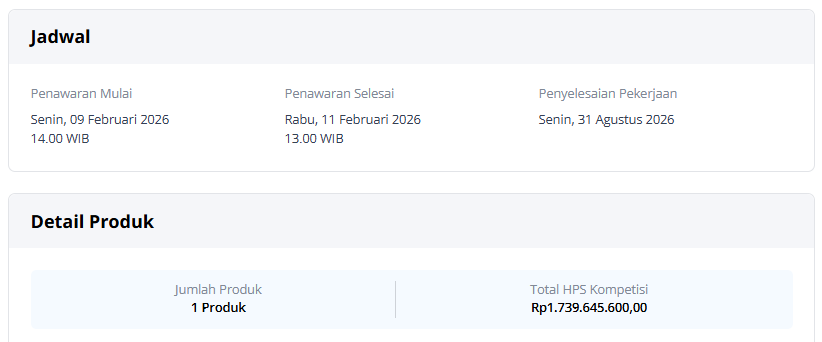 Jadwal
Penawaran Mulai
Senin, 09 Februari 2026
14.00 WIB
Penawaran Selesai
Rabu, 11 Februari 2026
13.00 WIB
Penyelesaian Pekerjaan
Senin, 31 Agustus 2026
Detail Produk
Jumlah Produk
1 Produk
Total HPS Kompetisi
Rp1.739.645.600,00